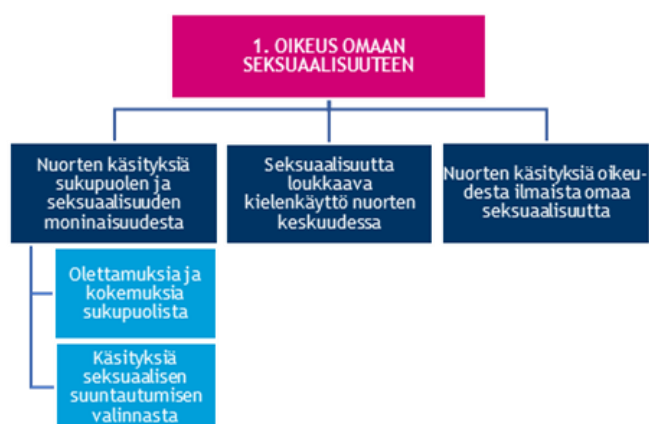 1. OIKEUS OMAAN
SEKSUAALISUUTEEN
Nuorten käsityksiä
sukupuolen ja
seksuaalisuuden
moninaisuudesta
Seksuaalisuutta
loukkaava
kielenkäyttö nuorten
keskuudessa
Nuorten käsityksiä oikeu-
desta ilmaista omaa
seksuaalisuutta
Olettamuksia ja
kokemuksia
sukupuolista
Käsityksiä
seksuaalisen
suuntautumisen
valinnasta